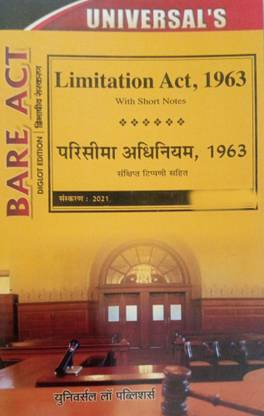 UNIVERSAL'S
BARE ACT
DIGLOT EDITION | द्विभाषीय संस्करण
Limitation Act, 1963
With Short Notes
परिसीमा अधिनियम, 1963
संक्षिप्त टिप्पणी सहित
संस्करण : 2021
युनिवर्सल लॉ पब्लिशर्स